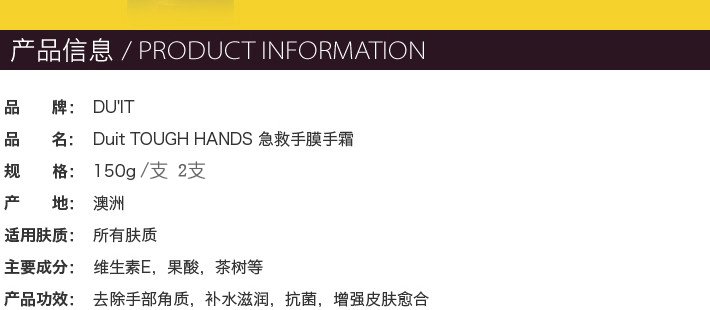 产品信息 / PRODUCT INFORMATION
品 牌： DU'IT
品 名： Duit TOUGH HANDS 急救手膜手霜
规 格： 150g /支 2支
产 地： 澳洲
适用肤质： 所有肤质
主要成分： 维生素E，果酸，茶树等
产品功效： 去除手部角质，补水滋润，抗菌，增强皮肤愈合